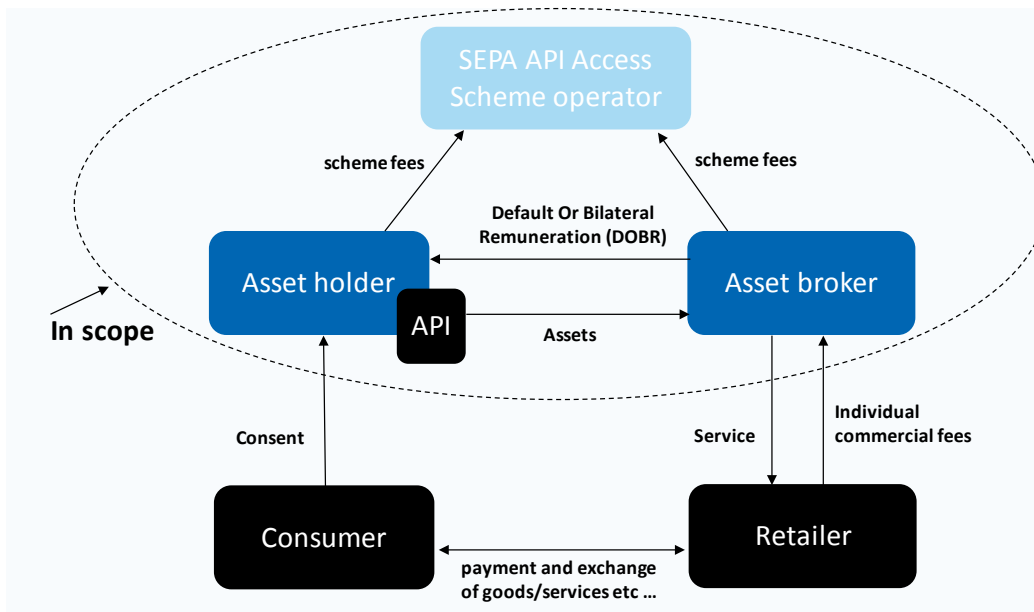 SEPA API Access
Scheme operator
scheme fees
scheme fees
Default Or Bilateral
Remuneration (DOBR)
Asset holder
Asset broker
API
Assets
In scope
Consent
Service
Individual
commercial fees
Consumer
Retailer
payment and exchange
of goods/services etc ...